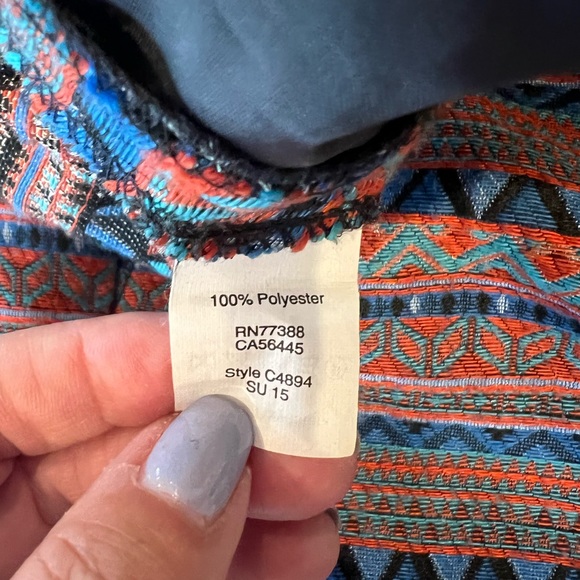 100% Polyester
RN77388
CA56445
Style C4894
SU 15